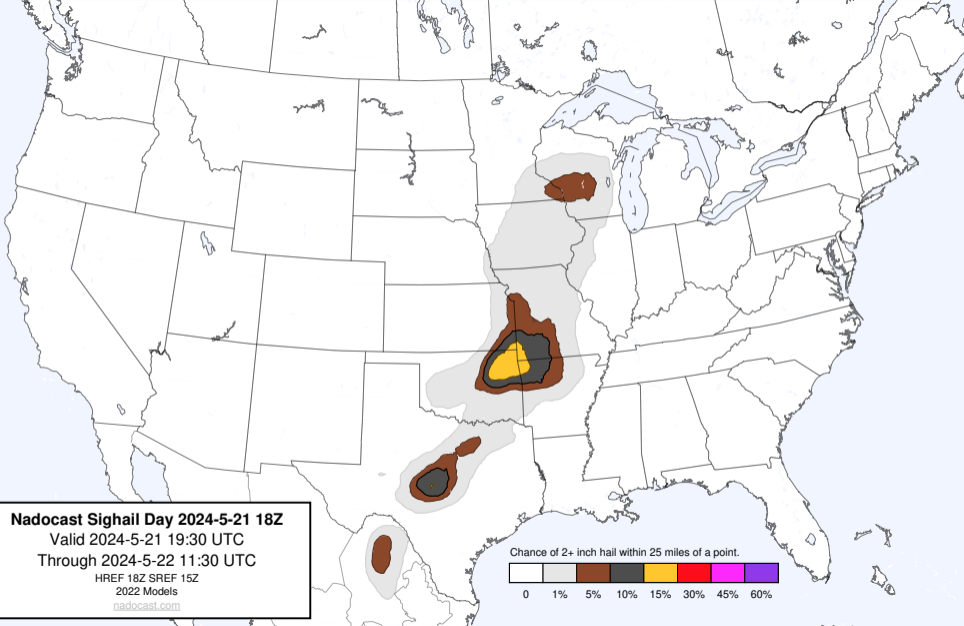 Nadocast Sighail Day 2024-5-21 18Z
Valid 2024-5-21 19:30 UTC
Through 2024-5-22 11:30 UTC
HREF 18Z SREF 15Z
2022 Models
nadocast.com
Chance of 2+ inch hail within 25 miles of a point.
0 1% 5% 10% 15% 30% 45% 60%